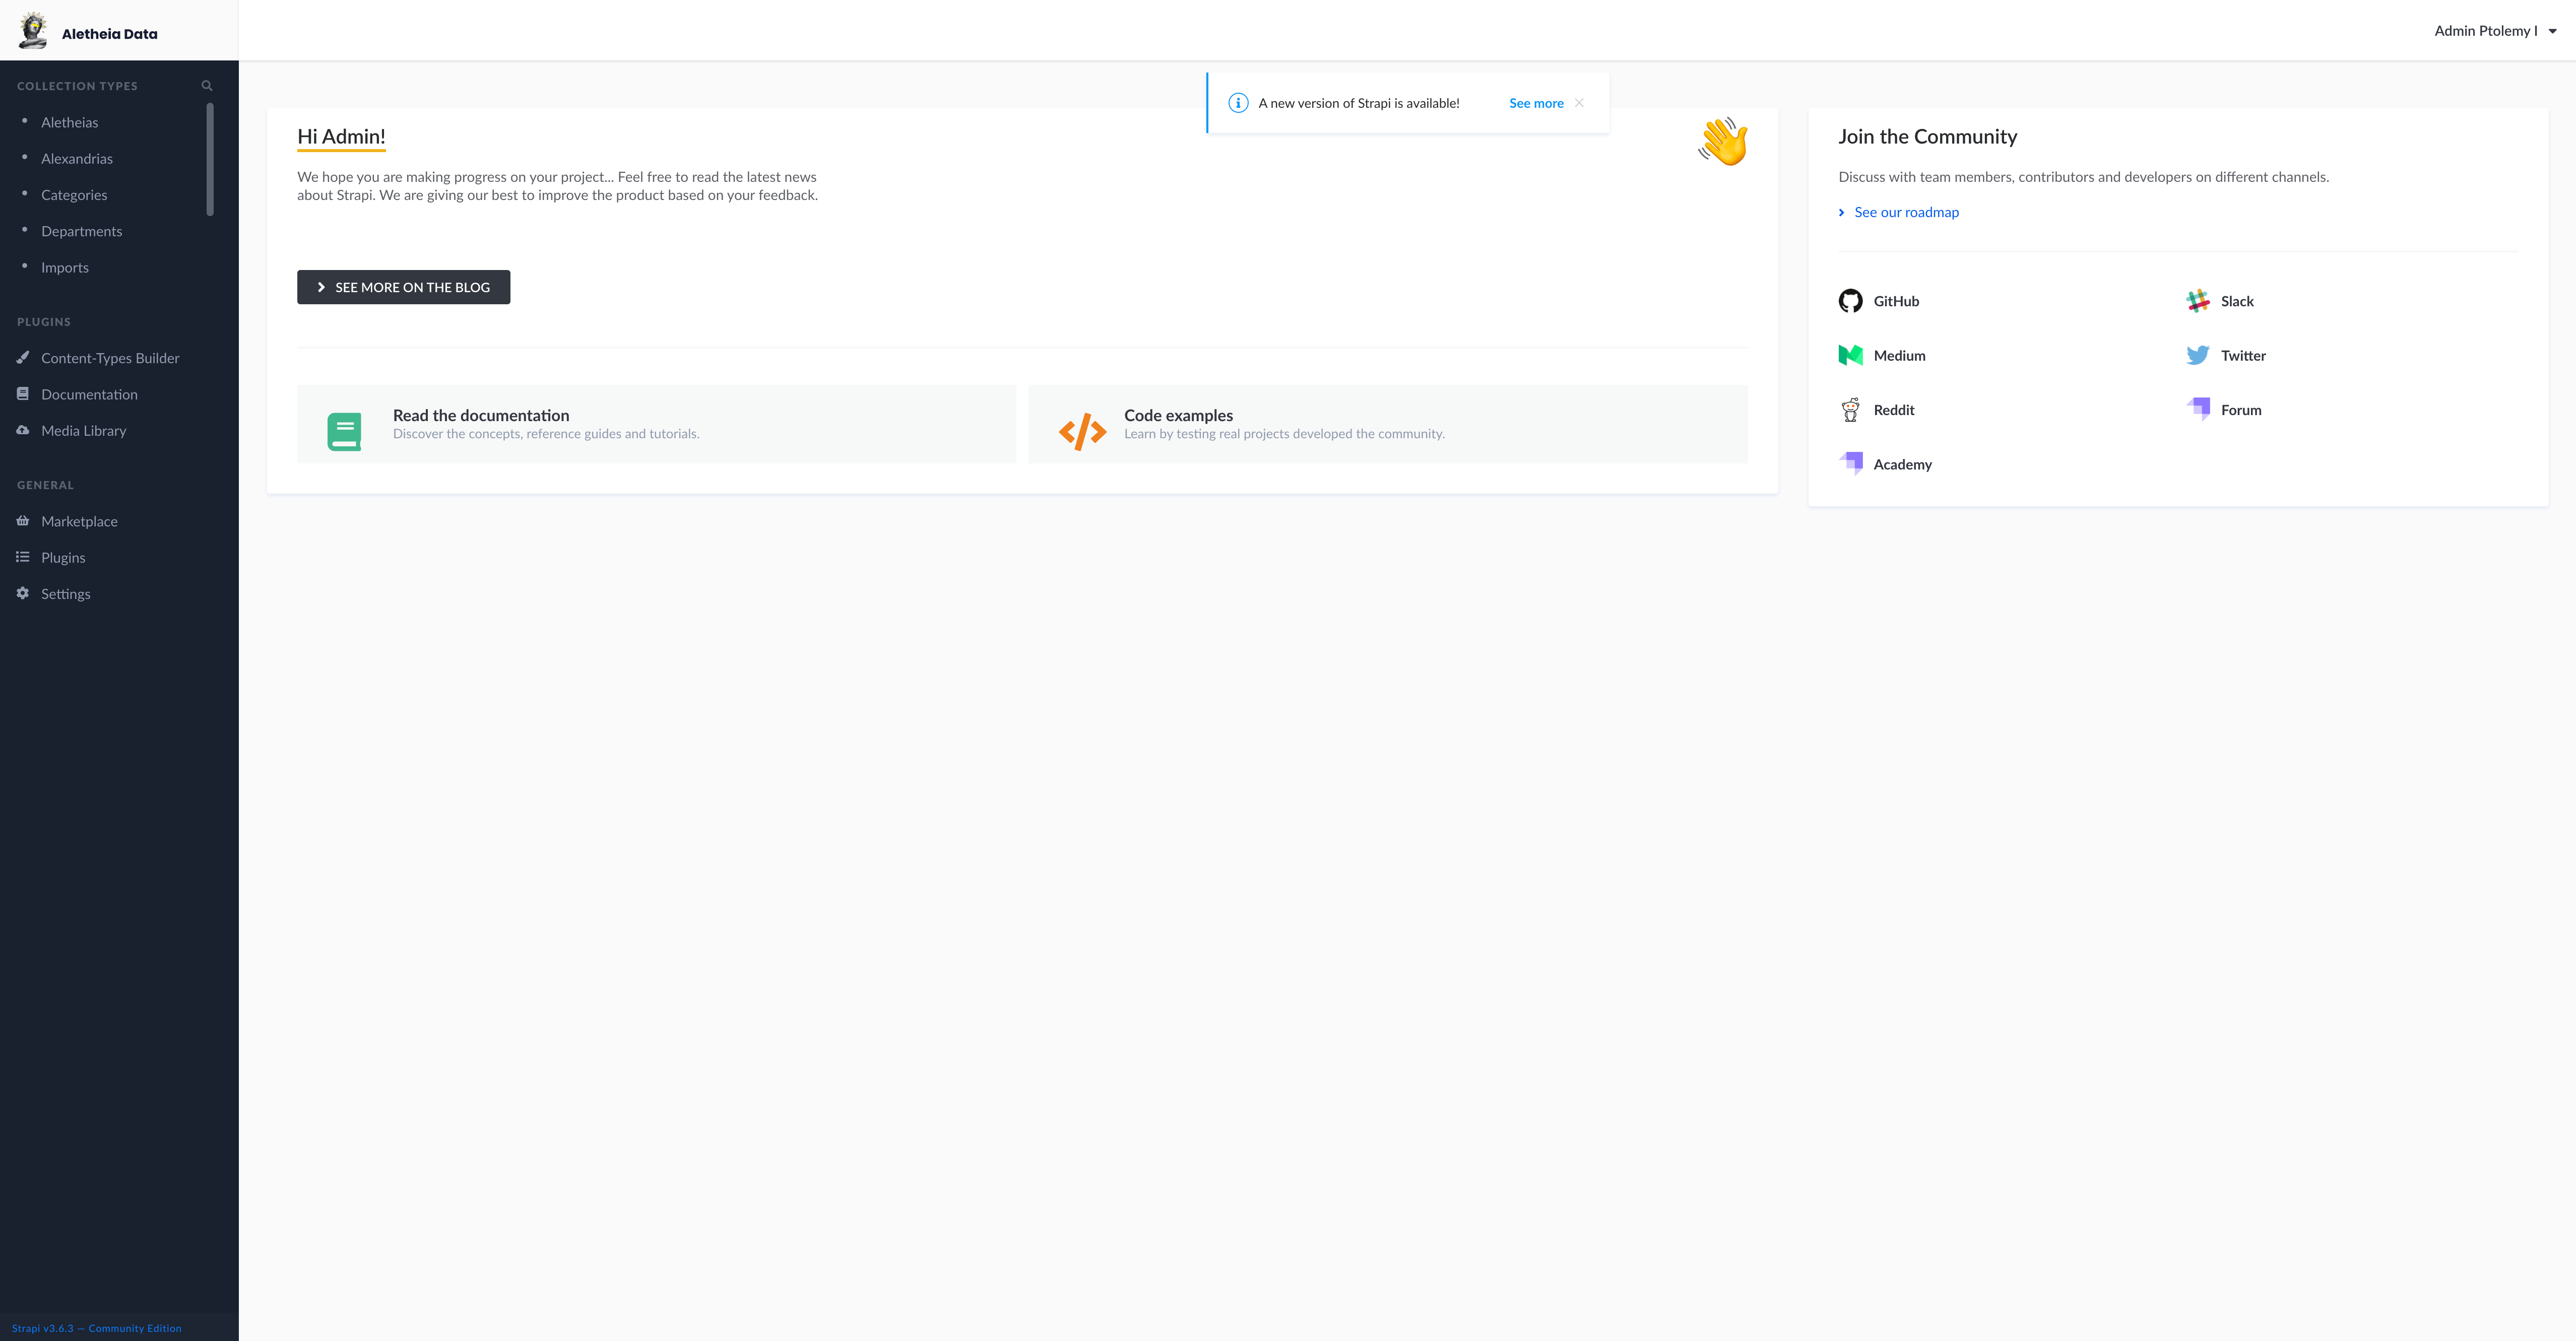 Aletheia Data
Admin Ptolemy I
COLLECTION TYPES
Aletheias
Alexandrias
Categories
Departments
Imports
PLUGINS
Content-Types Builder
Documentation
Media Library
GENERAL
Marketplace
Plugins
Settings
Strapi v3.6.3 — Community Edition
A new version of Strapi is available! See more
Hi Admin!
We hope you are making progress on your project... Feel free to read the latest news
about Strapi. We are giving our best to improve the product based on your feedback.
SEE MORE ON THE BLOG
Read the documentation
Discover the concepts, reference guides and tutorials.
Code examples
Learn by testing real projects developed the community.
Join the Community
Discuss with team members, contributors and developers on different channels.
See our roadmap
GitHub
Slack
Medium
Twitter
Reddit
Forum
Academy